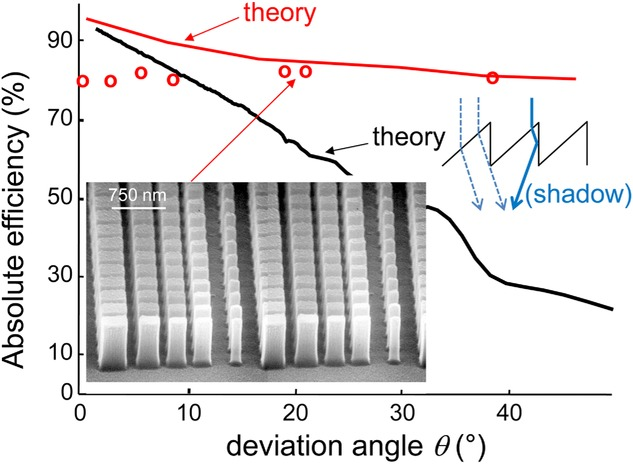 theory
90
70
theory
50
750 nm
(shadow)
30
10
0
0
10
20
30
40
Absolute efficiency (%)
deviation angle θ (°)